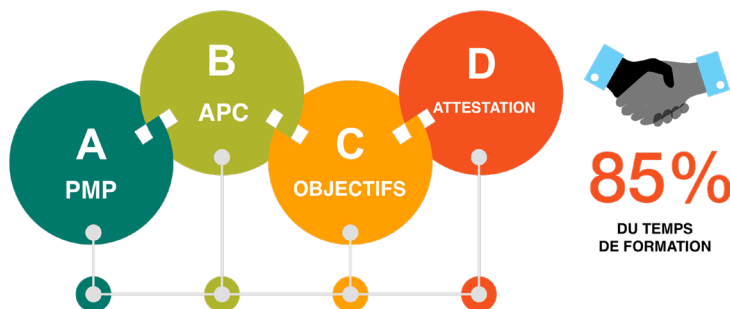 A
PMP
B
APC
C
OBJECTIFS
D
ATTESTATION
85%
DU TEMPS
DE FORMATION